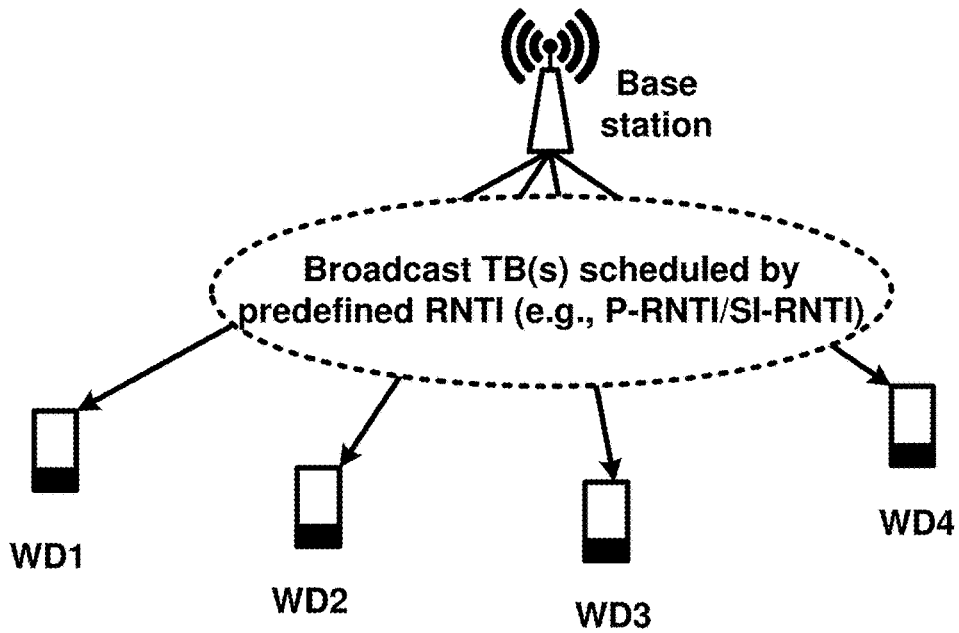 Base
station
Broadcast TB(s) scheduled by
predefined RNTI (e.g., P-RNTI/SI-RNTI)
WD1
WD2
WD3
WD4